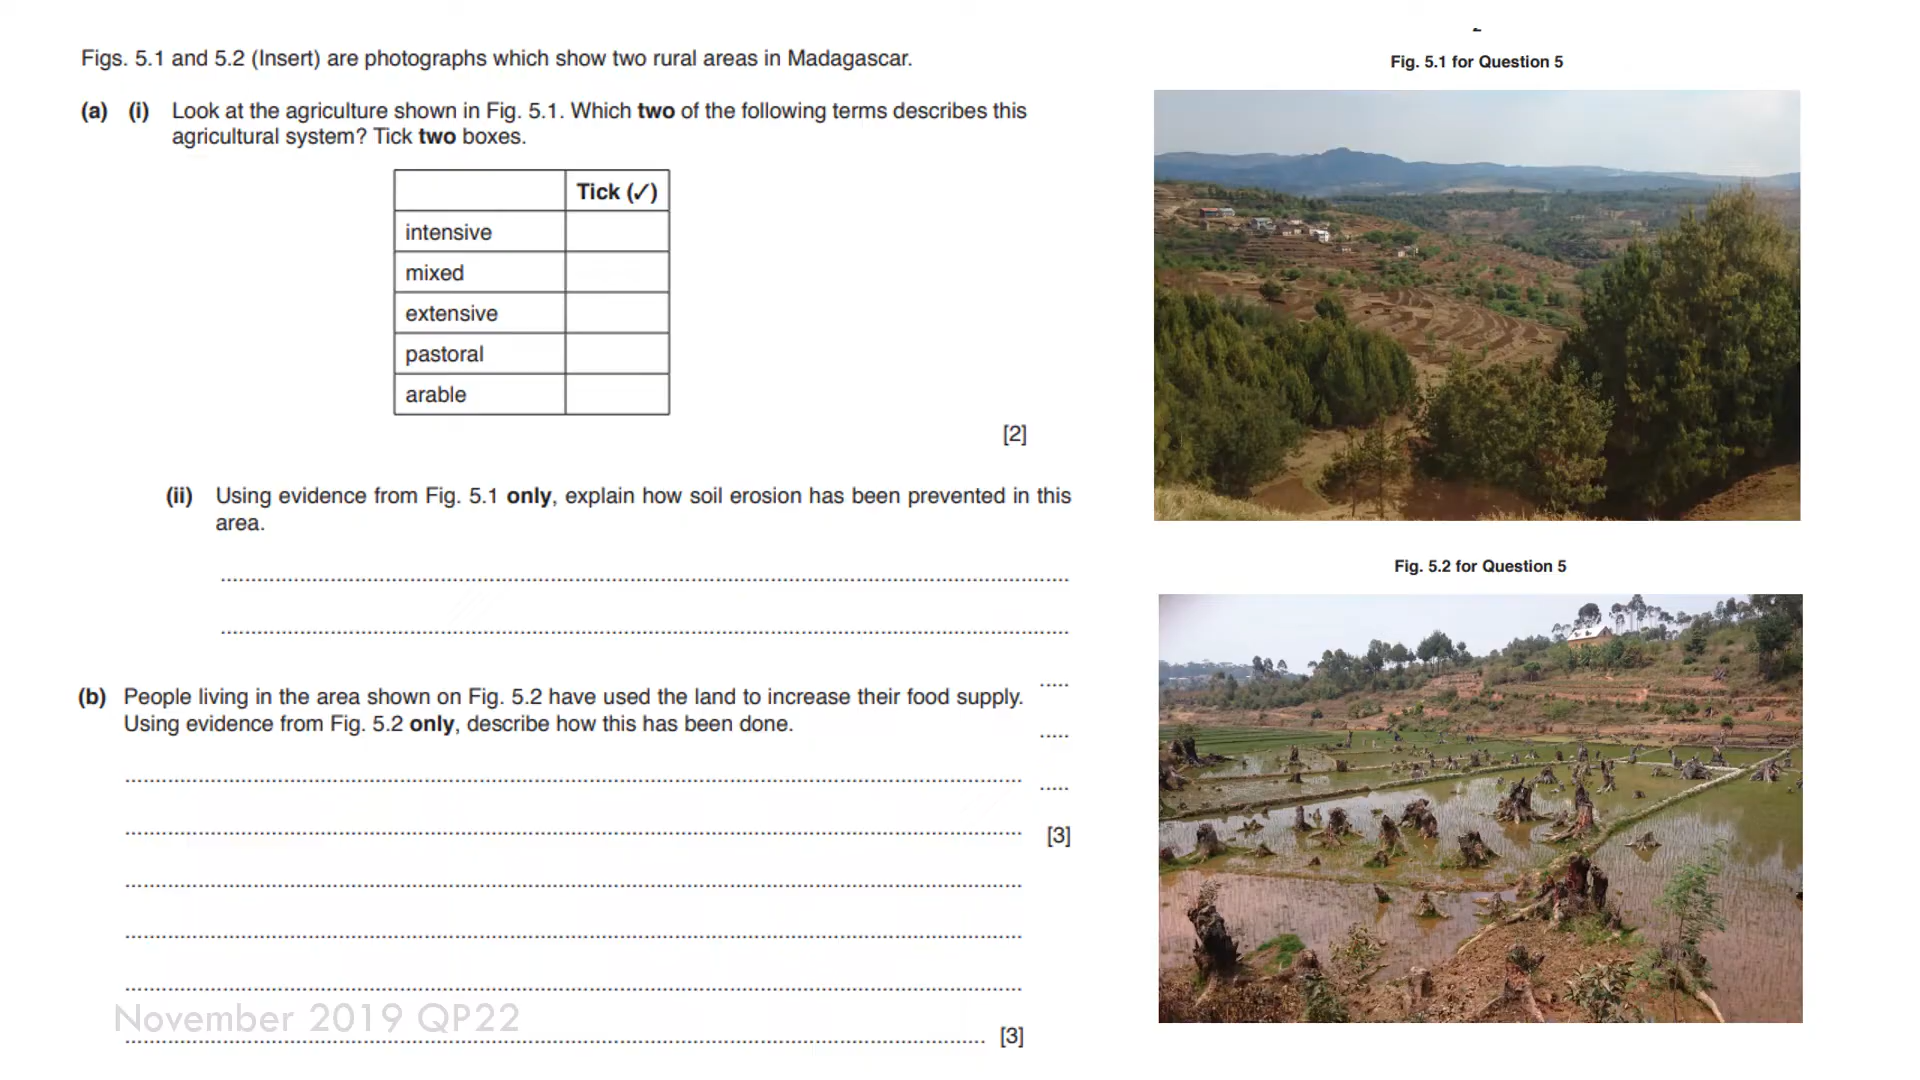 Figs. 5.1 and 5.2 (Insert) are photographs which show two rural areas in Madagascar.
(a) (i) Look at the agriculture shown in Fig. 5.1. Which two of the following terms describes this
agricultural system? Tick two boxes.
Tick (✓)
intensive
mixed
extensive
pastoral
arable
[2]
(ii) Using evidence from Fig. 5.1 only, explain how soil erosion has been prevented in this
area.
[3]
(b) People living in the area shown on Fig. 5.2 have used the land to increase their food supply.
Using evidence from Fig. 5.2 only, describe how this has been done.
[3]
November 2019 QP22
Fig. 5.1 for Question 5
Fig. 5.2 for Question 5